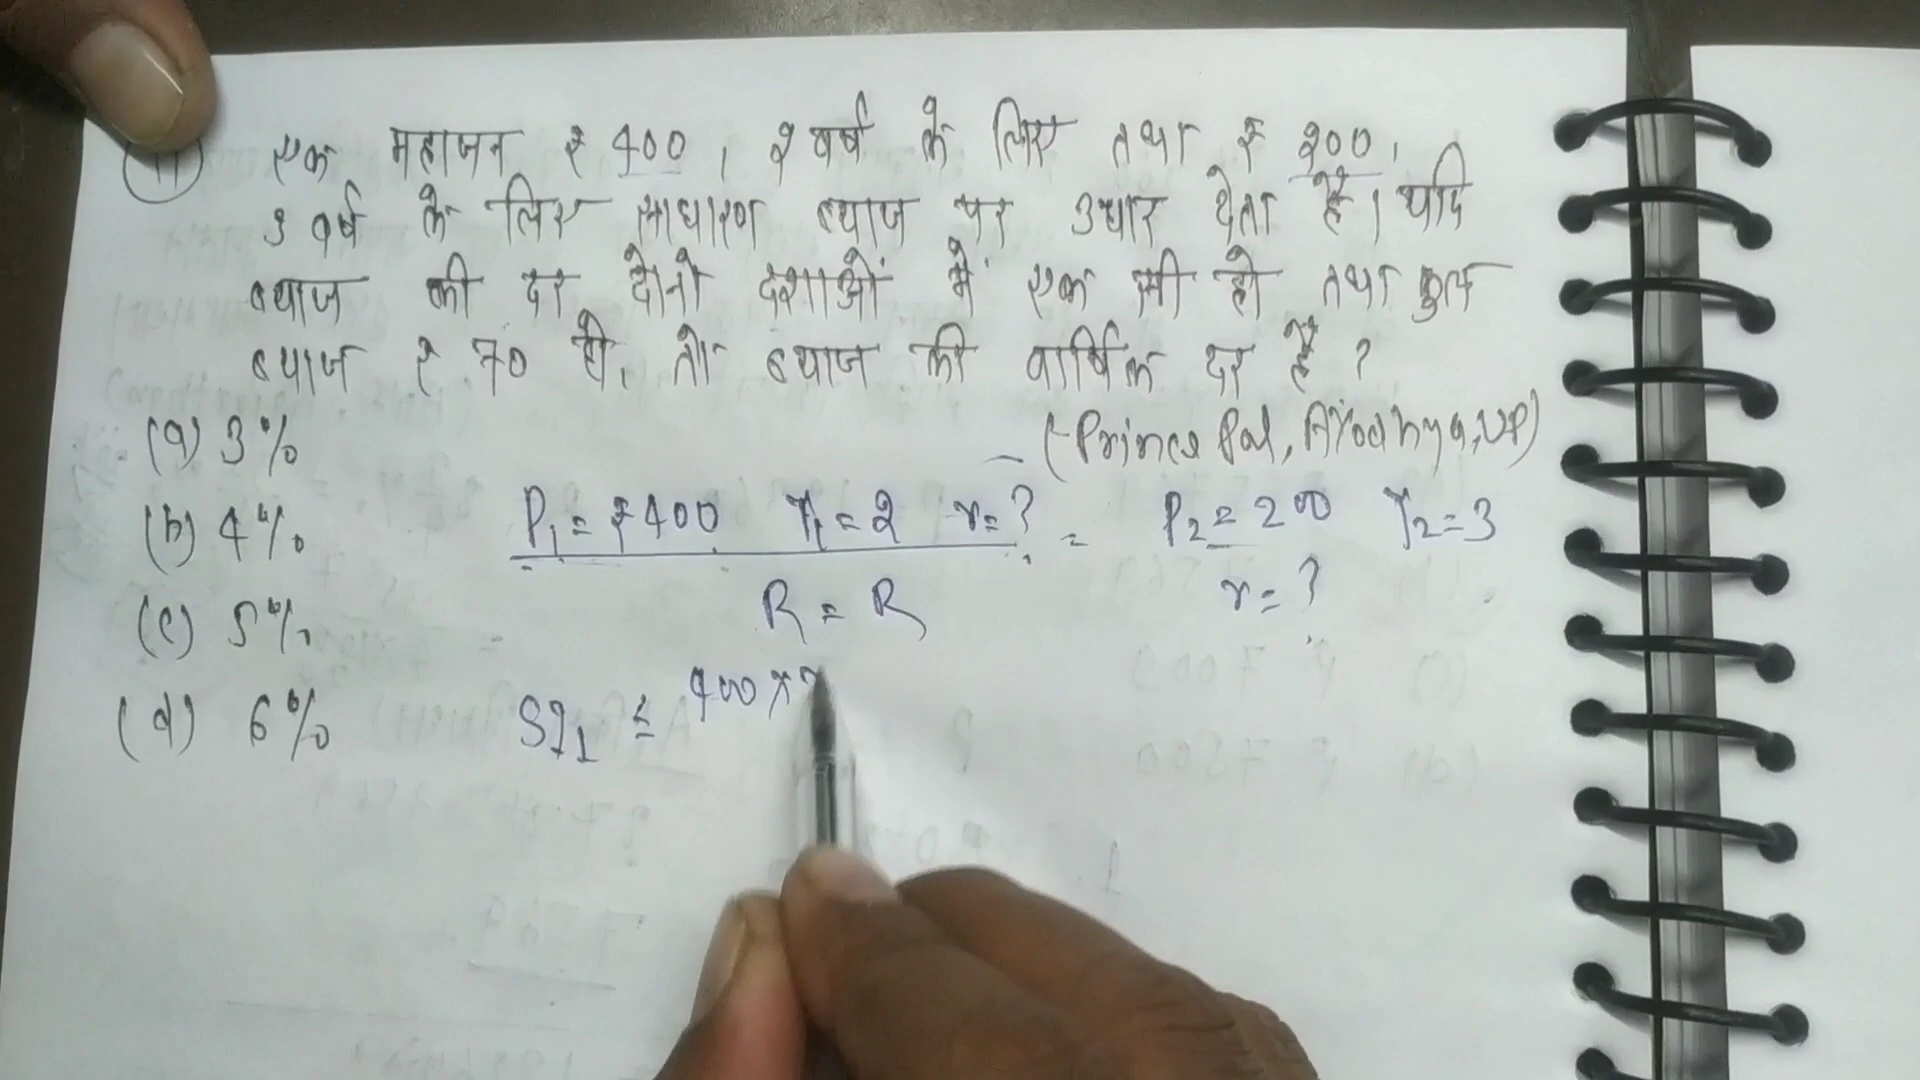 एक महाजन ₹ 400, 2 वर्ष के लिए तथा ₹ 200,
3 वर्ष के लिए साधारण ब्याज पर उधार देता है। यदि
ब्याज की दर दोनो दशाओं में एक सी हो तथा कुल
ब्याज ₹ 70 हो, तो ब्याज की वार्षिक दर है ?
(-Prince Pal, Ayodhya, UP)
(a) 3%
(b) 4%
(c) 5%
(d) 6%
P₁ = ₹400 T₁ = 2 r = ? = P₂ = 200 T₂ = 3
R = R r = ?
SI₁ = 400 ×